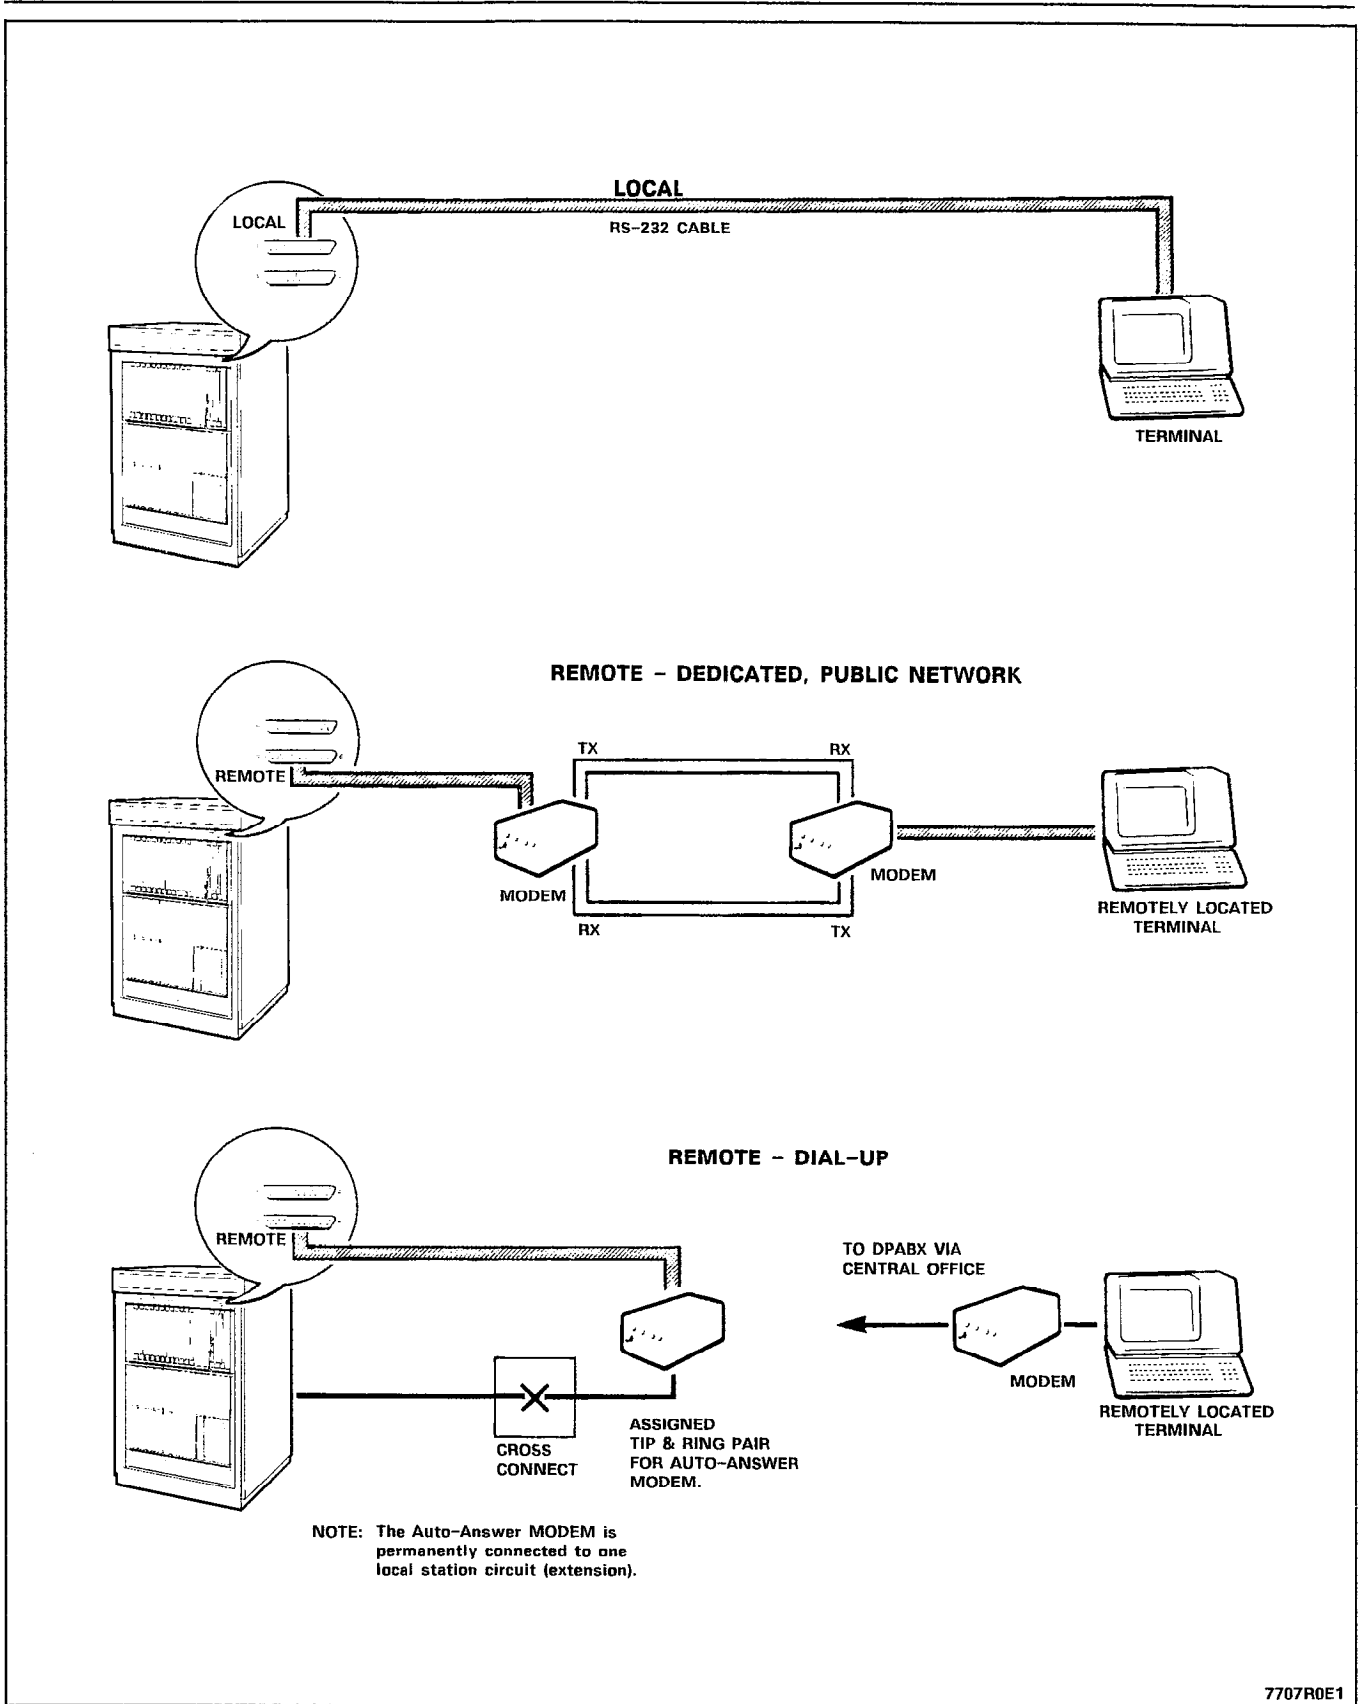 LOCAL
LOCAL
RS-232 CABLE
TERMINAL
REMOTE - DEDICATED, PUBLIC NETWORK
TX
RX
REMOTE
MODEM
MODEM
RX
TX
REMOTELY LOCATED
TERMINAL
REMOTE - DIAL-UP
REMOTE
TO DPABX VIA
CENTRAL OFFICE
MODEM
REMOTELY LOCATED
TERMINAL
CROSS
CONNECT
ASSIGNED
TIP & RING PAIR
FOR AUTO-ANSWER
MODEM.
NOTE: The Auto-Answer MODEM is
permanently connected to one
local station circuit (extension).
7707R0E1